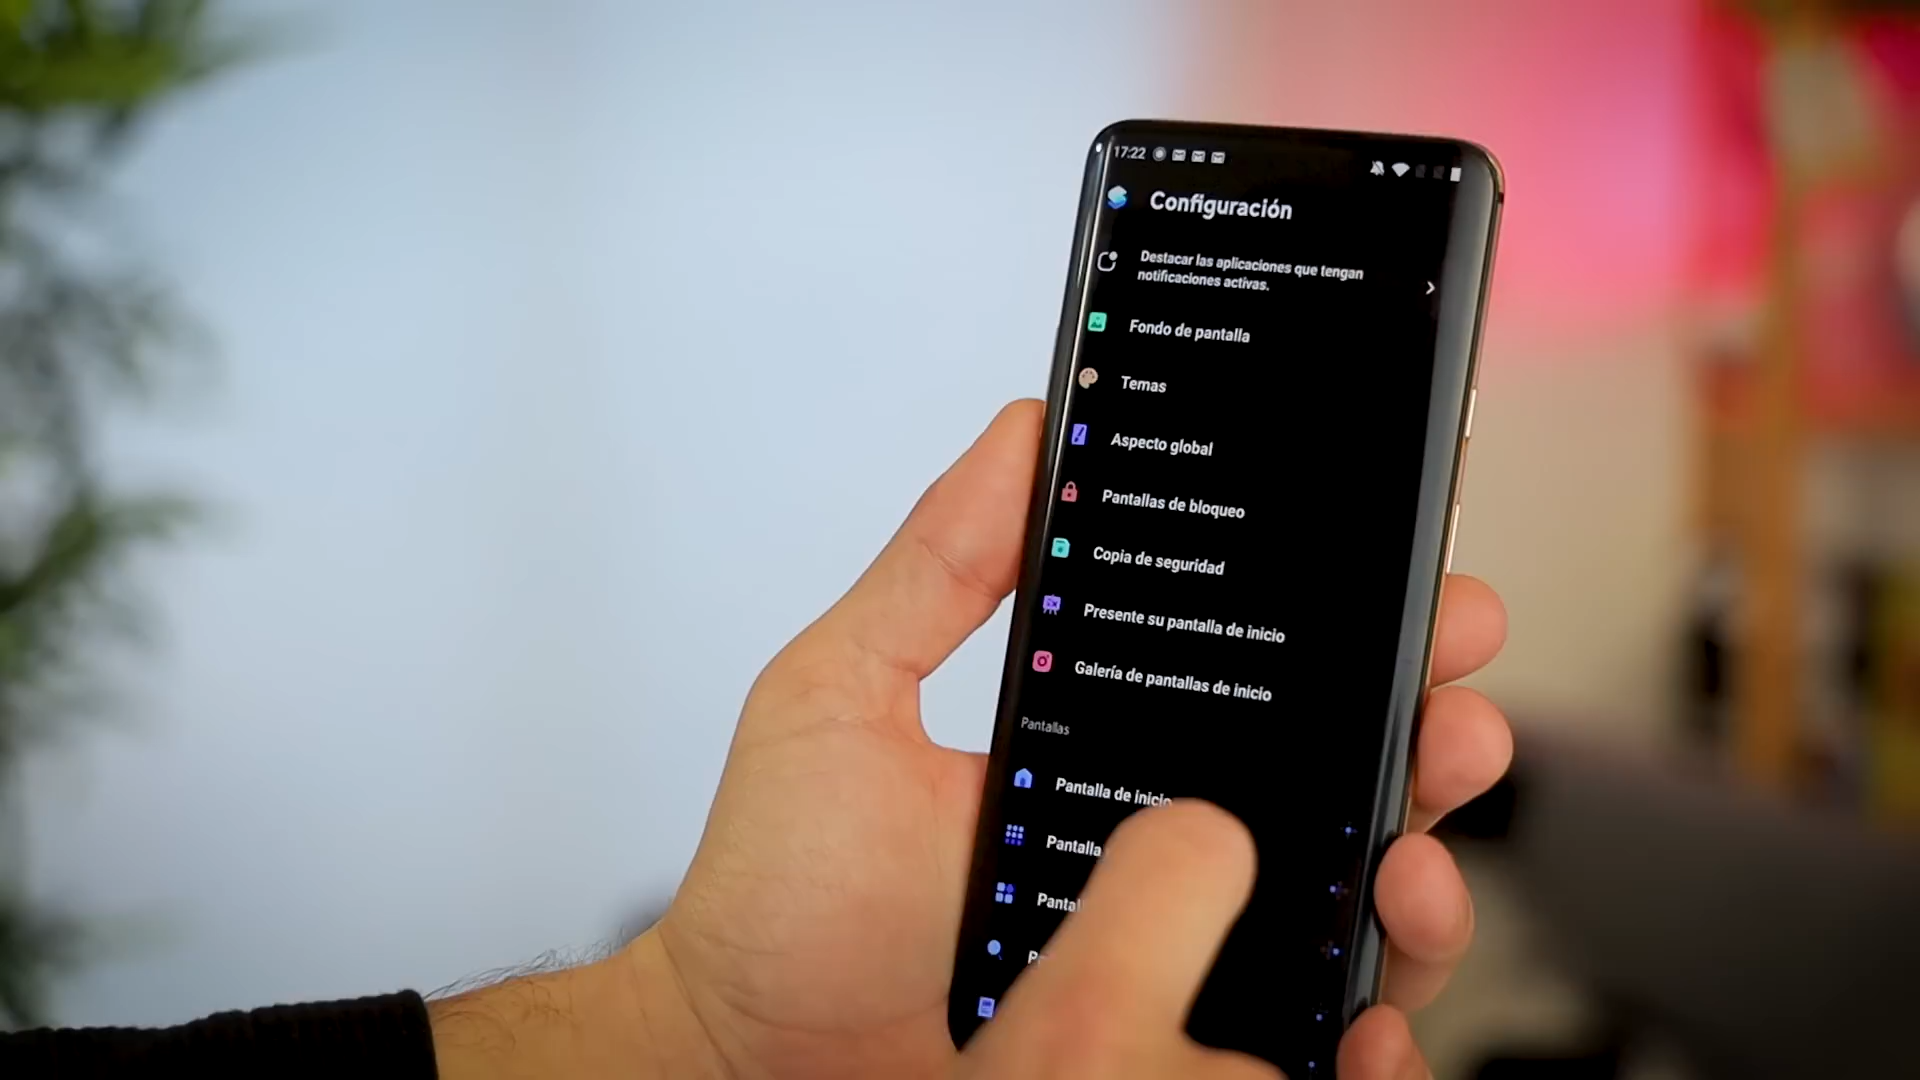 17:22
Configuración
Destacar las aplicaciones que tengan
notificaciones activas.
Fondo de pantalla
Temas
Aspecto global
Pantallas de bloqueo
Copia de seguridad
Presente su pantalla de inicio
Galería de pantallas de inicio
Pantallas
Pantalla de inicio
Pantalla